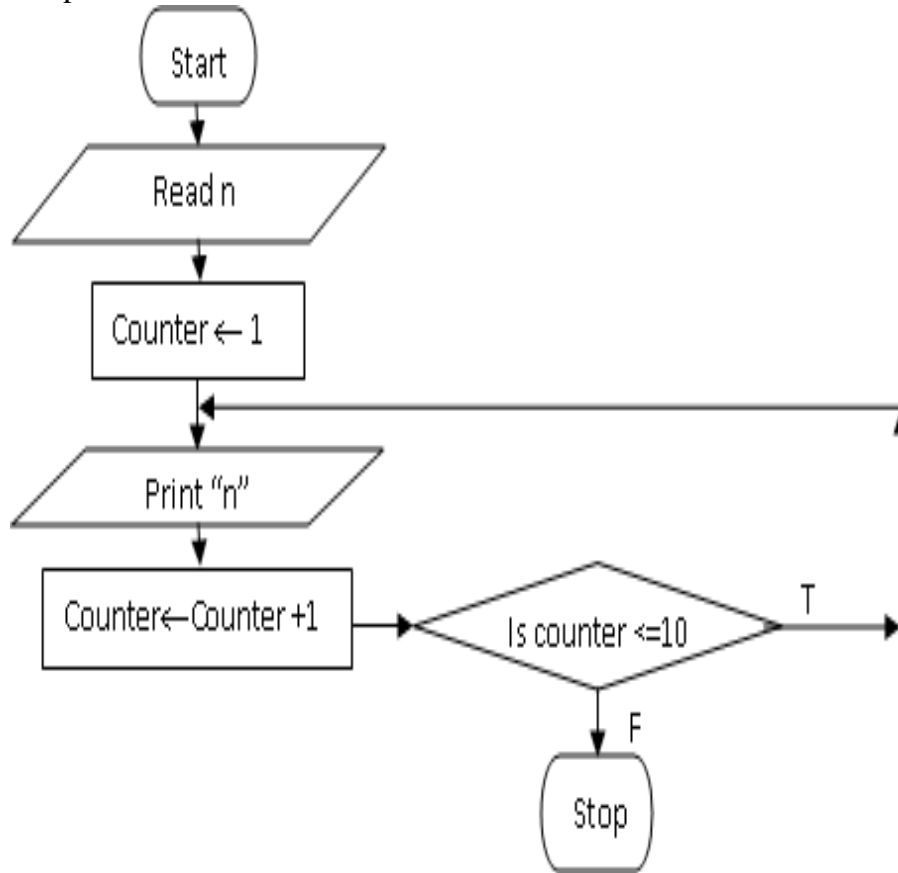 Start
Read n
Counter ← 1
Print “n”
Counter←Counter +1
Is counter <=10
T
F
Stop